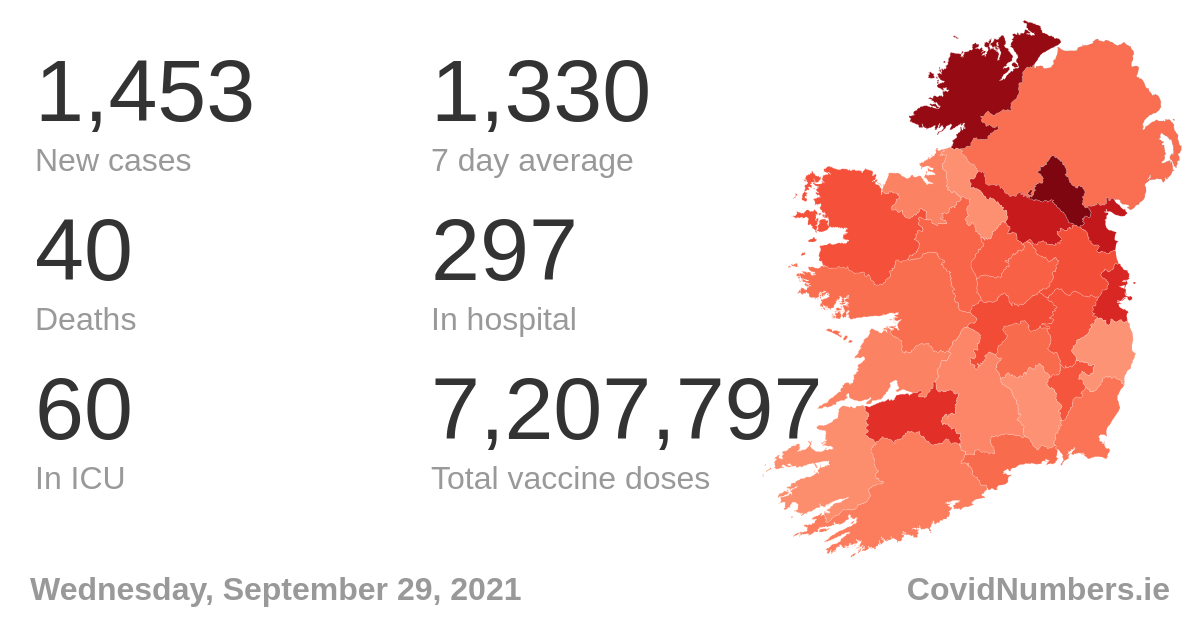 1,453
New cases
1,330
7 day average
40
Deaths
297
In hospital
60
In ICU
7,207,797
Total vaccine doses
Wednesday, September 29, 2021
CovidNumbers.ie